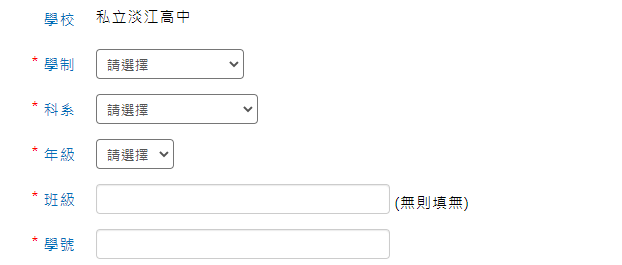 學校 私立淡江高中
* 學制 請選擇
* 科系 請選擇
* 年級 請選擇
* 班級 (無則填無)
* 學號